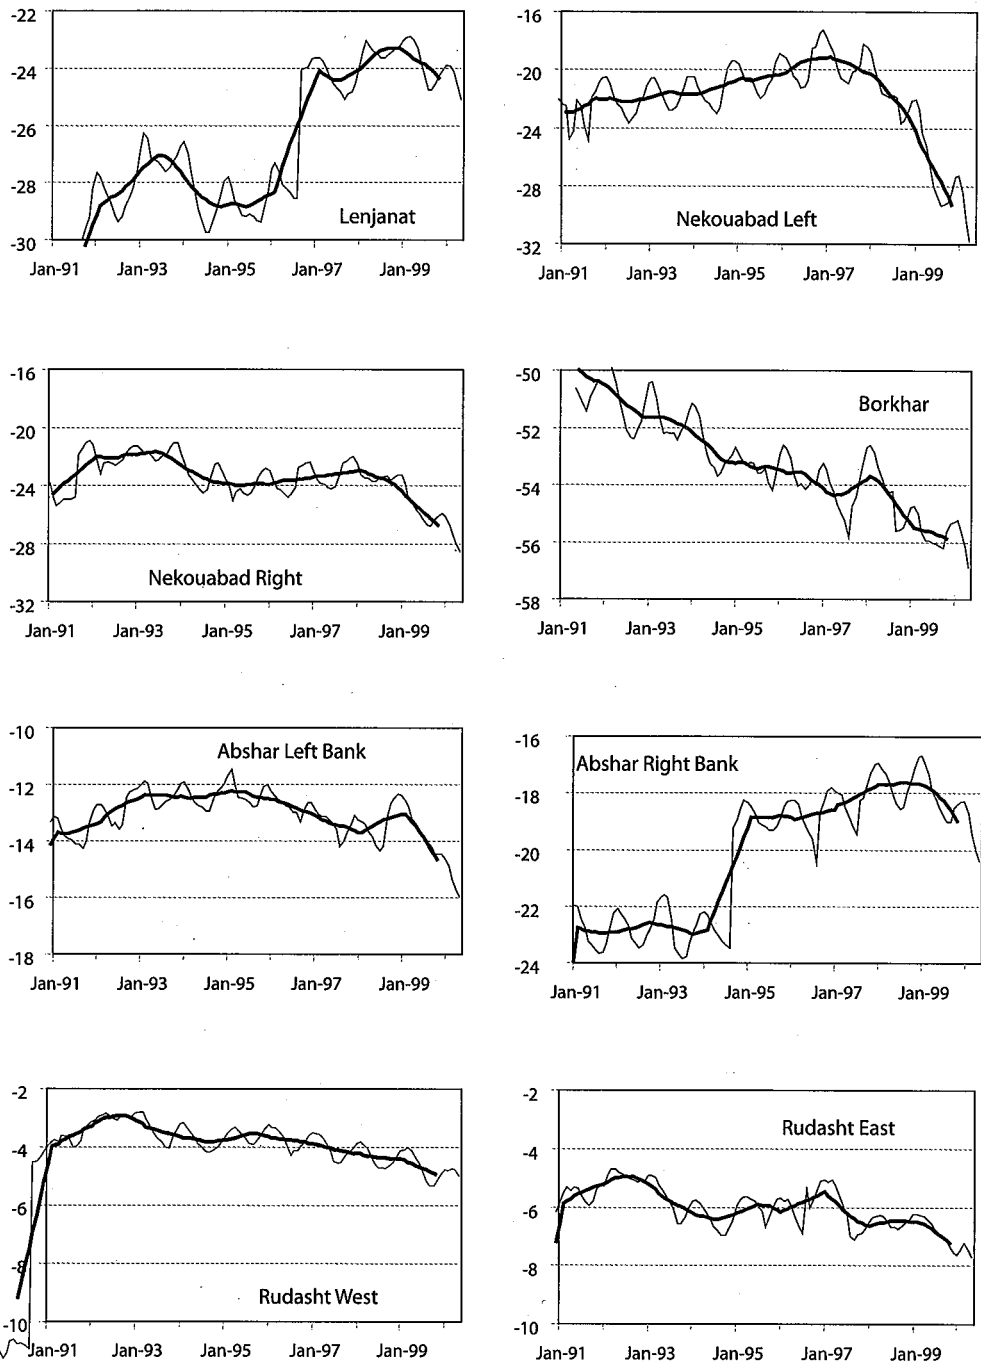 -22
-24
-26
-28
-30
Lenjanat
Jan-91 Jan-93 Jan-95 Jan-97 Jan-99
-16
-20
-24
-28
-32
Nekouabad Left
Jan-91 Jan-93 Jan-95 Jan-97 Jan-99
-16
-20
-24
-28
-32
Nekouabad Right
Jan-91 Jan-93 Jan-95 Jan-97 Jan-99
-50
Borkhar
-52
-54
-56
-58
Jan-91 Jan-93 Jan-95 Jan-97 Jan-99
-10
Abshar Left Bank
-12
-14
-16
-18
Jan-91 Jan-93 Jan-95 Jan-97 Jan-99
-16
Abshar Right Bank
-18
-20
-22
-24
Jan-91 Jan-93 Jan-95 Jan-97 Jan-99
-2
-4
-6
-8
Rudasht West
-10
Jan-91 Jan-93 Jan-95 Jan-97 Jan-99
-2
Rudasht East
-4
-6
-8
-10
Jan-91 Jan-93 Jan-95 Jan-97 Jan-99